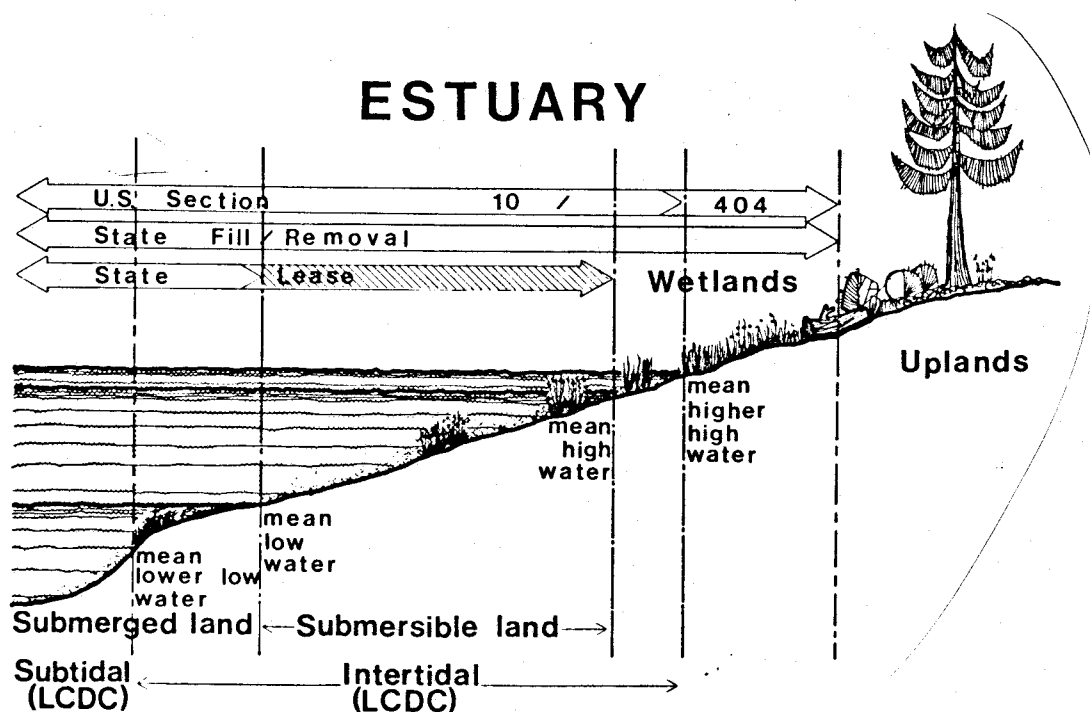 ESTUARY
U.S. Section 10 / 404
State Fill / Removal
State Lease
Wetlands
Uplands
mean
higher
high
water
mean
high
water
mean
low
water
mean
lower low
water
Submerged land
Submersible land
Subtidal
(LCDC)
Intertidal
(LCDC)